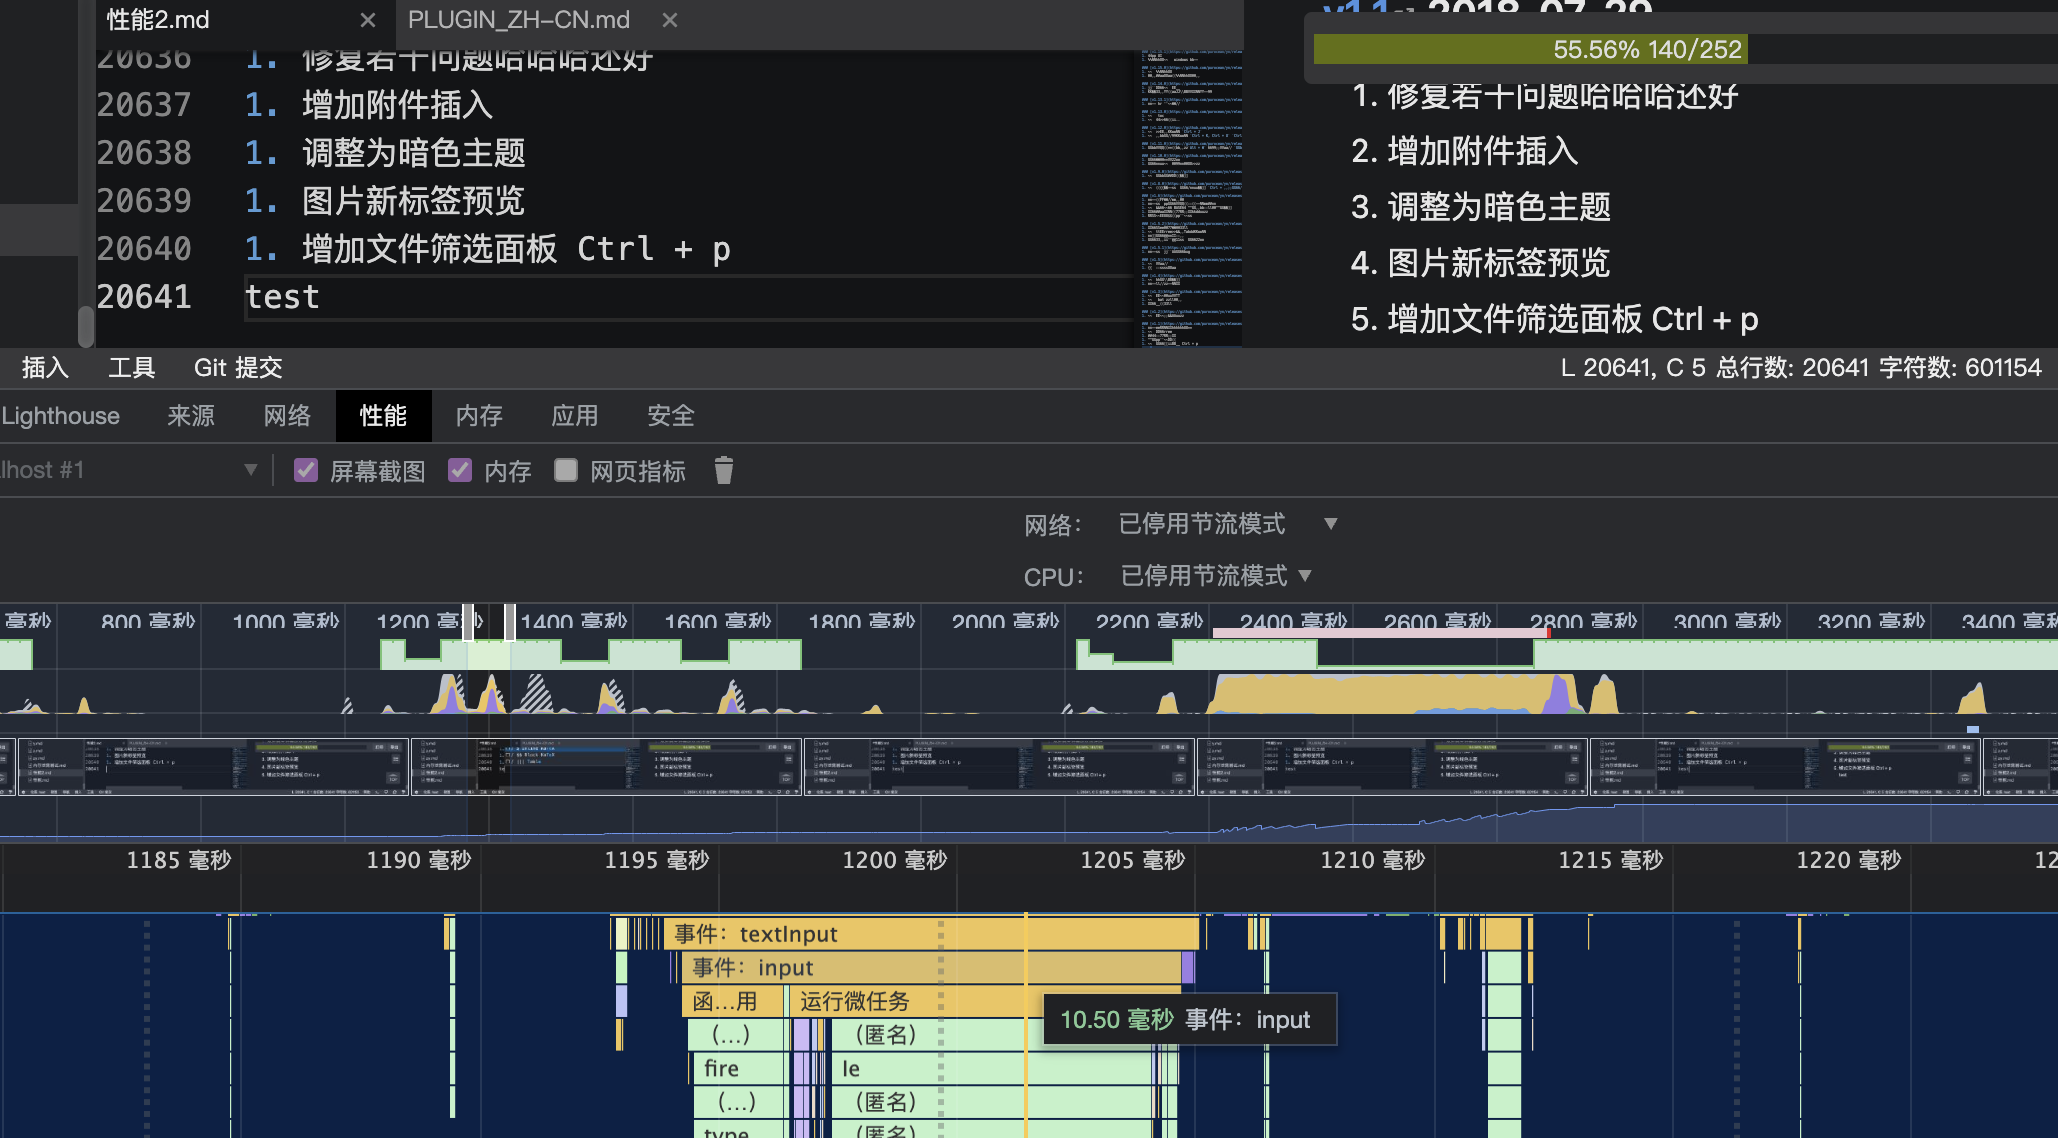 性能2.md × PLUGIN_ZH-CN.md ×
20636 1. 修复若干问题哈哈哈还好
20637 1. 增加附件插入
20638 1. 调整为暗色主题
20639 1. 图片新标签预览
20640 1. 增加文件筛选面板 Ctrl + p
20641 test
55.56% 140/252
1. 修复若干问题哈哈哈还好
2. 增加附件插入
3. 调整为暗色主题
4. 图片新标签预览
5. 增加文件筛选面板 Ctrl + p
插入 工具 Git 提交
L 20641, C 5 总行数: 20641 字符数: 601154
Lighthouse 来源 网络 性能 内存 应用 安全
lhost #1 屏幕截图 内存 网页指标
网络： 已停用节流模式
CPU： 已停用节流模式
毫秒 800 毫秒 1000 毫秒 1200 毫秒 1400 毫秒 1600 毫秒 1800 毫秒 2000 毫秒 2200 毫秒 2400 毫秒 2600 毫秒 2800 毫秒 3000 毫秒 3200 毫秒 3400 毫秒
1185 毫秒 1190 毫秒 1195 毫秒 1200 毫秒 1205 毫秒 1210 毫秒 1215 毫秒 1220 毫秒 12
事件：textInput
事件：input
函…用 运行微任务
10.50 毫秒 事件：input
(…) （匿名）
fire le
(…) （匿名）
type （匿名）